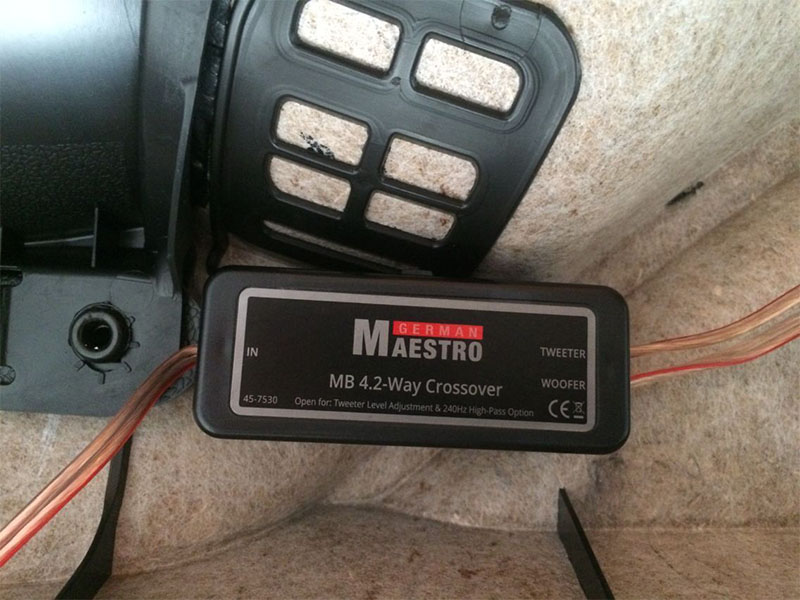 GERMAN
MAESTRO
IN
TWEETER
MB 4.2-Way Crossover
WOOFER
45-7530
Open for: Tweeter Level Adjustment & 240Hz High-Pass Option
CE